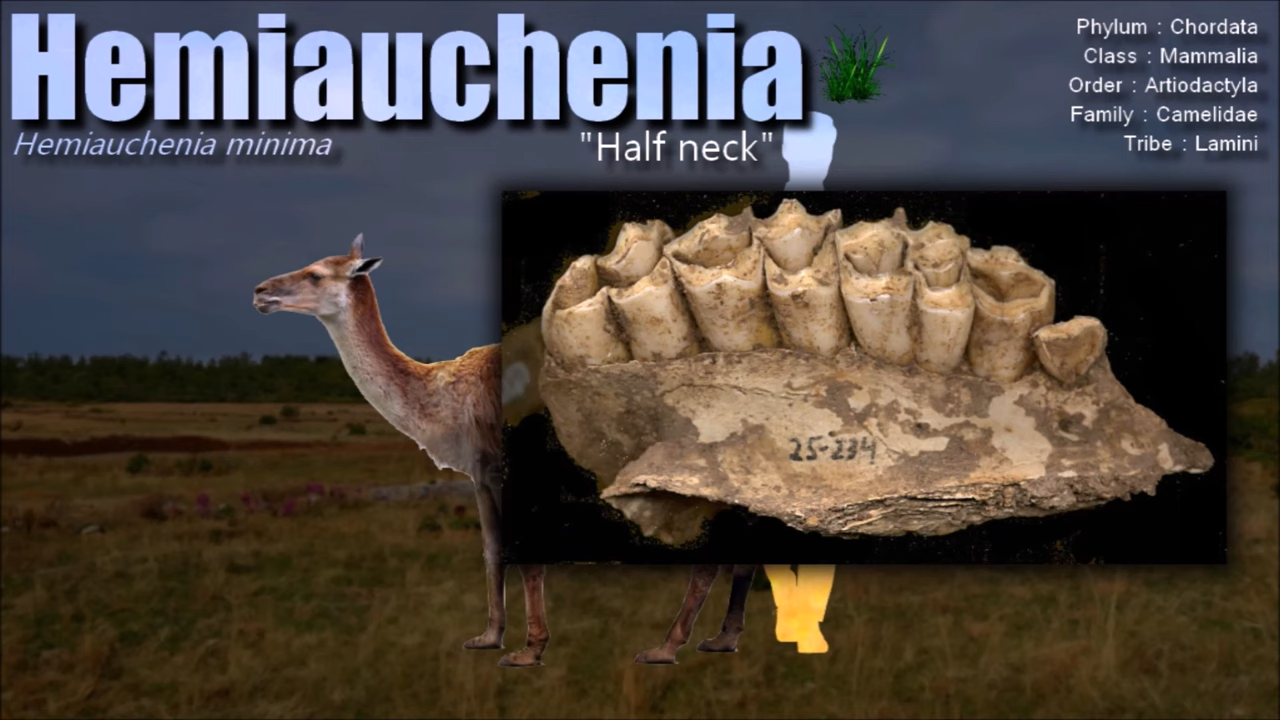 Hemiauchenia
Hemiauchenia minima
"Half neck"
Phylum : Chordata
Class : Mammalia
Order : Artiodactyla
Family : Camelidae
Tribe : Lamini
25-234